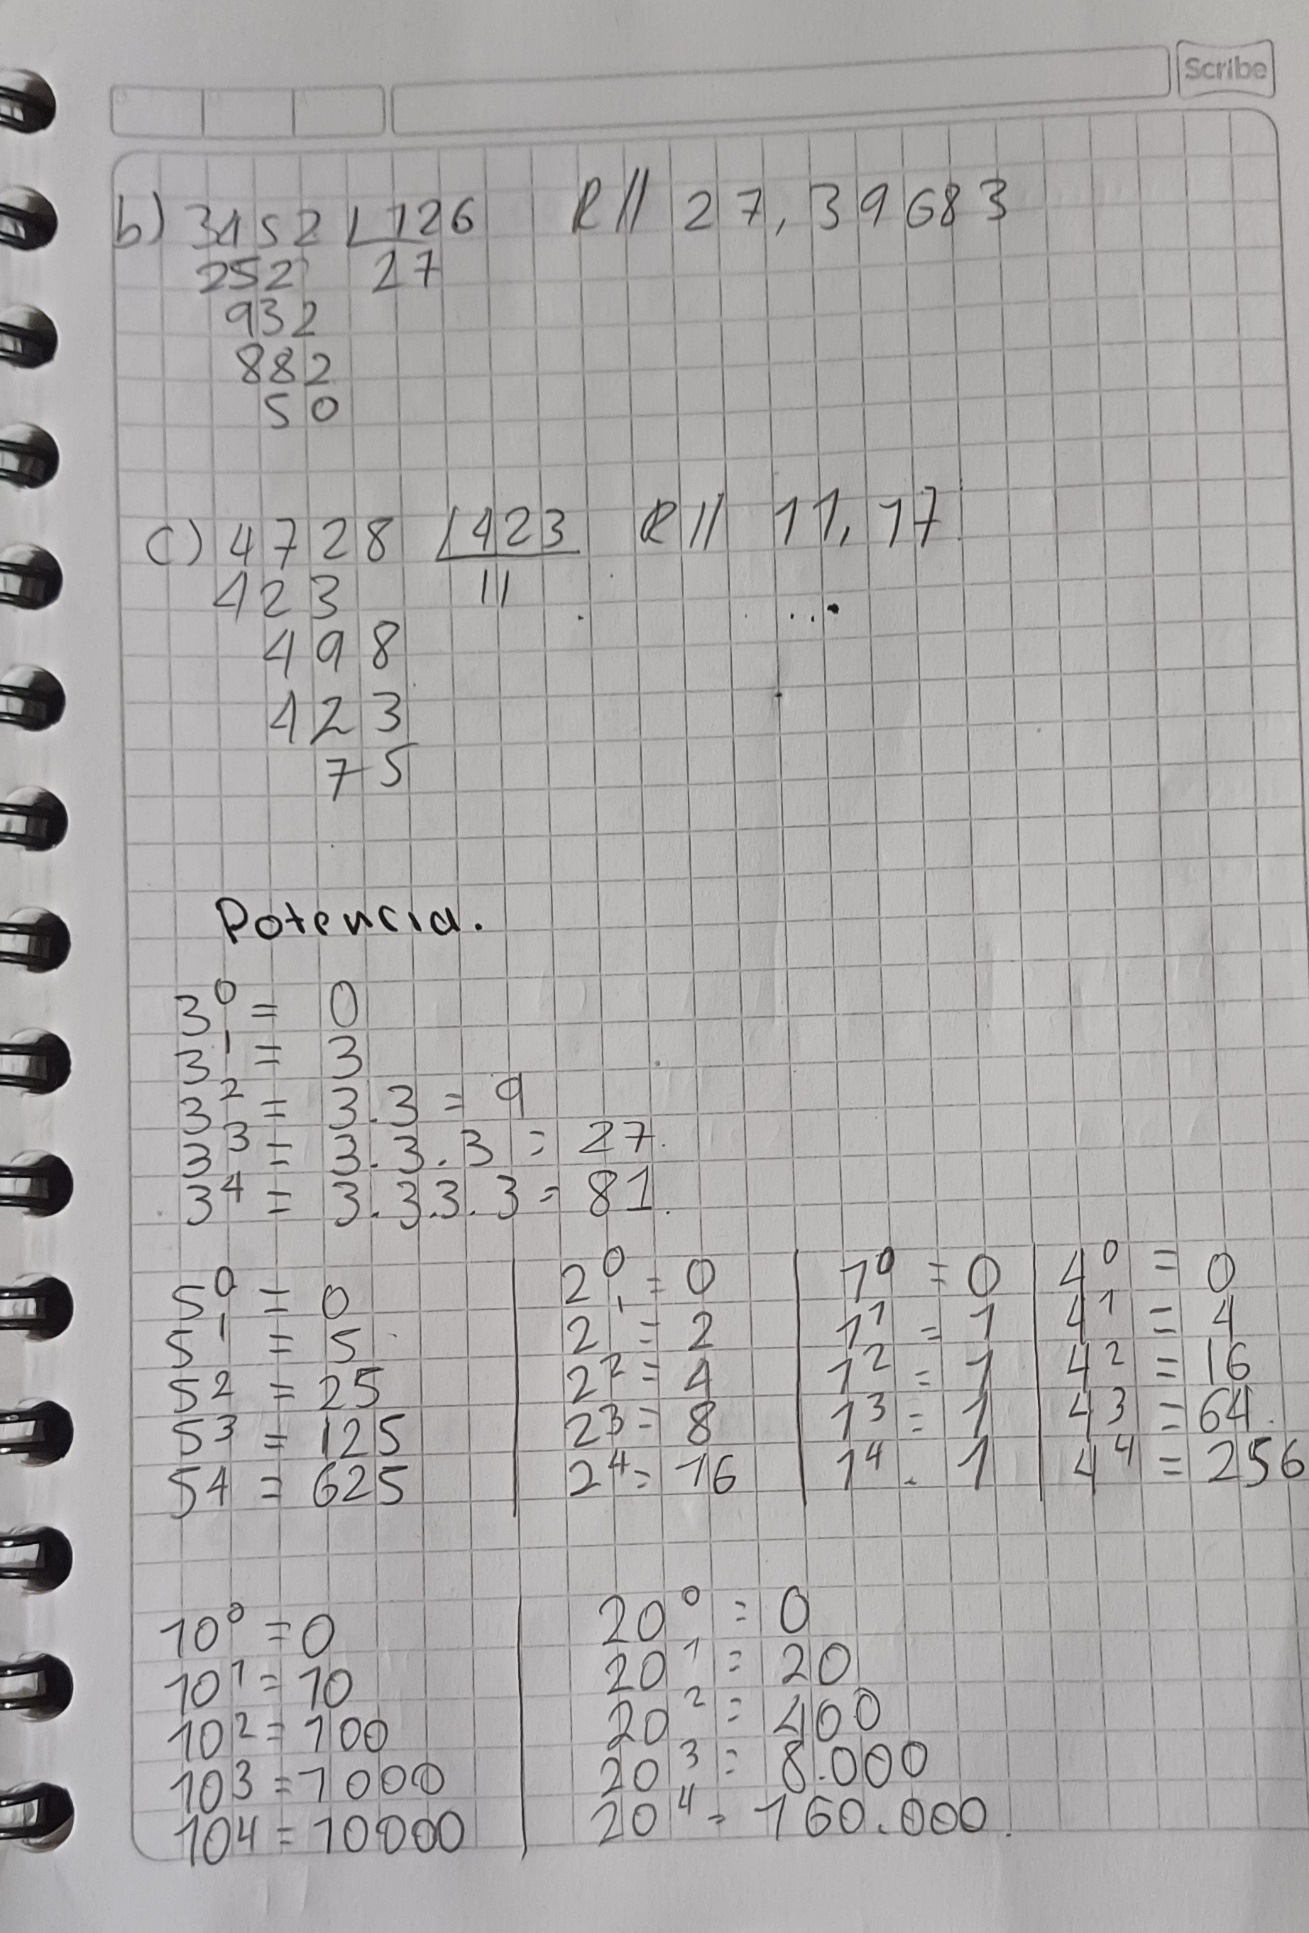 Scribe
b) 3452 126 R// 27,39683
252 27
932
882
50
c) 4728 423 R// 11,17
423 11
498
423
75
Potencia.
3⁰ = 0
3¹ = 3
3² = 3.3 = 9
3³ = 3.3.3 = 27.
3⁴ = 3.3.3.3 = 81.
5⁰ = 0
5¹ = 5
5² = 25
5³ = 125
54 = 625
2⁰ = 0
2¹ = 2
2² = 4
2³ = 8
2⁴ = 16
1⁰ = 0
1¹ = 1
1² = 1
1³ = 1
1⁴ - 1
4⁰ = 0
4¹ = 4
4² = 16
4³ = 64.
4⁴ = 256
10⁰ = 0
10¹ = 10
10² = 100
10³ = 1000
104 = 10000
20⁰ = 0
20¹ = 20
20² = 400
20³ = 8.000
20⁴ = 160.000.